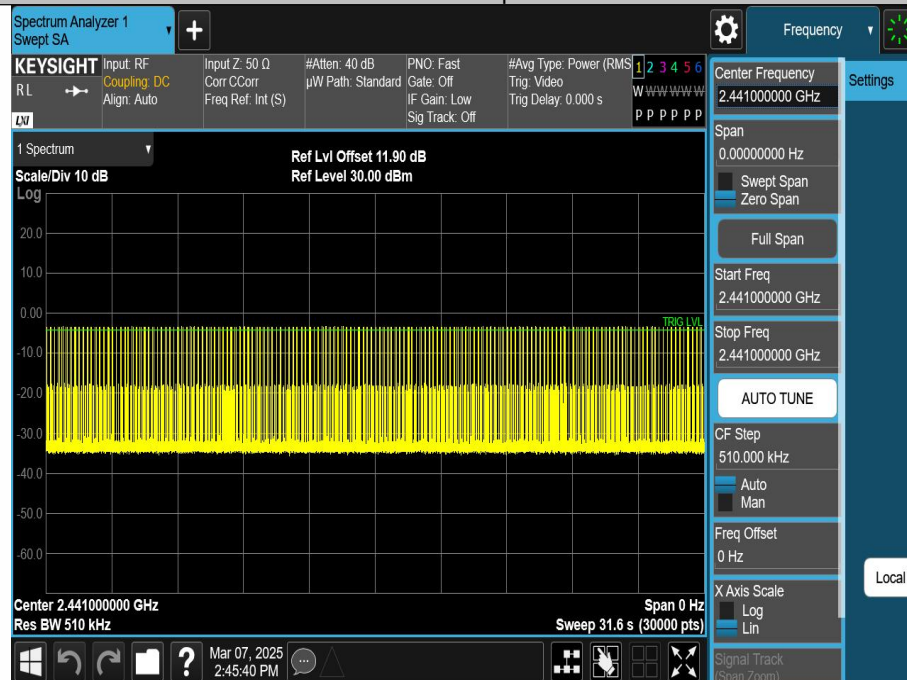 Spectrum Analyzer 1
Swept SA
+
Frequency
KEYSIGHT
RL
LXI
Input: RF
Coupling: DC
Align: Auto
Input Z: 50 Ω
Corr CCorr
Freq Ref: Int (S)
#Atten: 40 dB
µW Path: Standard
PNO: Fast
Gate: Off
IF Gain: Low
Sig Track: Off
#Avg Type: Power (RMS
Trig: Video
Trig Delay: 0.000 s
1 2 3 4 5 6
W W W W W W
P P P P P P
1 Spectrum
Scale/Div 10 dB
Ref Lvl Offset 11.90 dB
Ref Level 30.00 dBm
Log
20.0
10.0
0.00
TRIG LVL
-10.0
-20.0
-30.0
-40.0
-50.0
-60.0
Center 2.441000000 GHz
Res BW 510 kHz
Span 0 Hz
Sweep 31.6 s (30000 pts)
Mar 07, 2025
2:45:40 PM
?
Center Frequency
2.441000000 GHz
Settings
Span
0.00000000 Hz
Swept Span
Zero Span
Full Span
Start Freq
2.441000000 GHz
Stop Freq
2.441000000 GHz
AUTO TUNE
CF Step
510.000 kHz
Auto
Man
Freq Offset
0 Hz
Local
X Axis Scale
Log
Lin
Signal Track
(Span Zoom)